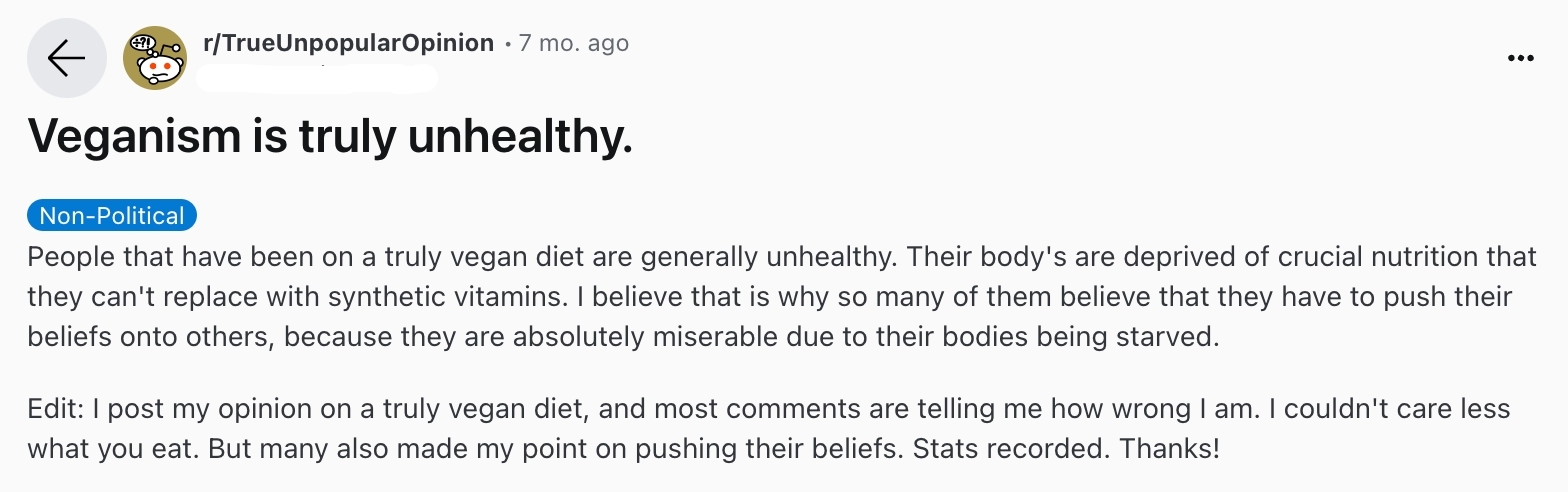 r/TrueUnpopularOpinion • 7 mo. ago
Veganism is truly unhealthy.
Non-Political
People that have been on a truly vegan diet are generally unhealthy. Their body's are deprived of crucial nutrition that
they can't replace with synthetic vitamins. I believe that is why so many of them believe that they have to push their
beliefs onto others, because they are absolutely miserable due to their bodies being starved.
Edit: I post my opinion on a truly vegan diet, and most comments are telling me how wrong I am. I couldn't care less
what you eat. But many also made my point on pushing their beliefs. Stats recorded. Thanks!